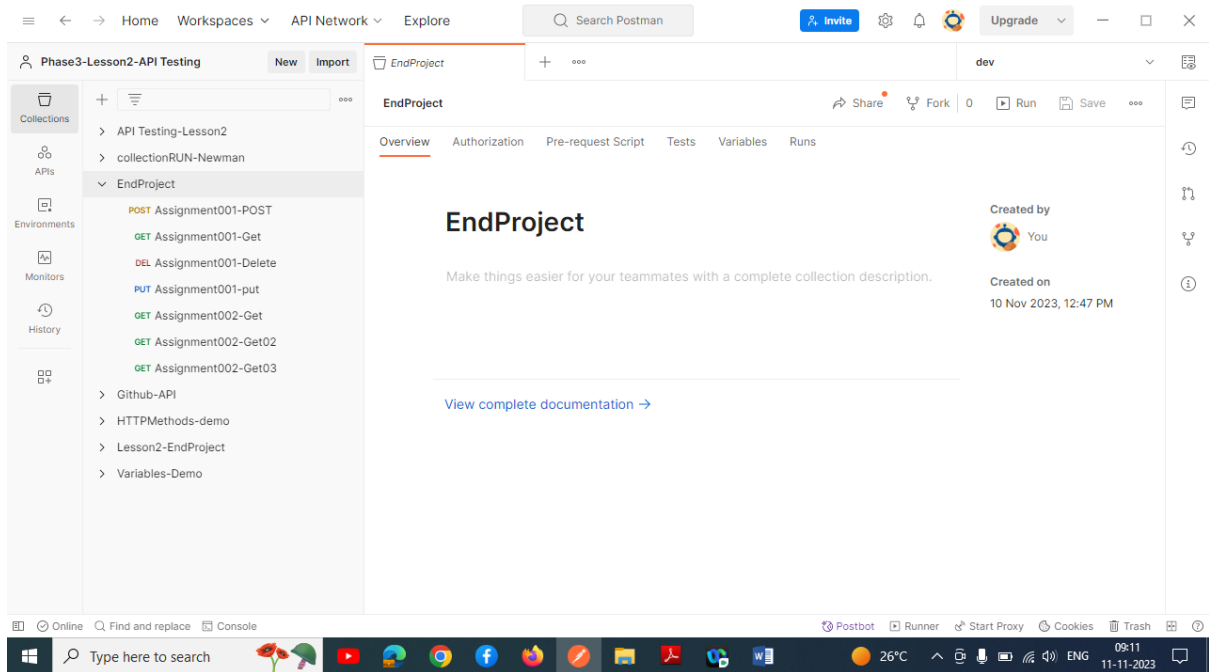 Home Workspaces API Network Explore Search Postman Invite Upgrade
Phase3-Lesson2-API Testing New Import EndProject dev
Collections
APIs
Environments
Monitors
History
API Testing-Lesson2
collectionRUN-Newman
EndProject
POST Assignment001-POST
GET Assignment001-Get
DEL Assignment001-Delete
PUT Assignment001-put
GET Assignment002-Get
GET Assignment002-Get02
GET Assignment002-Get03
Github-API
HTTPMethods-demo
Lesson2-EndProject
Variables-Demo
EndProject Share Fork 0 Run Save
Overview Authorization Pre-request Script Tests Variables Runs
EndProject
Make things easier for your teammates with a complete collection description.
View complete documentation →
Created by
You
Created on
10 Nov 2023, 12:47 PM
Online Find and replace Console Postbot Runner Start Proxy Cookies Trash
Type here to search 26°C ENG 09:11
11-11-2023